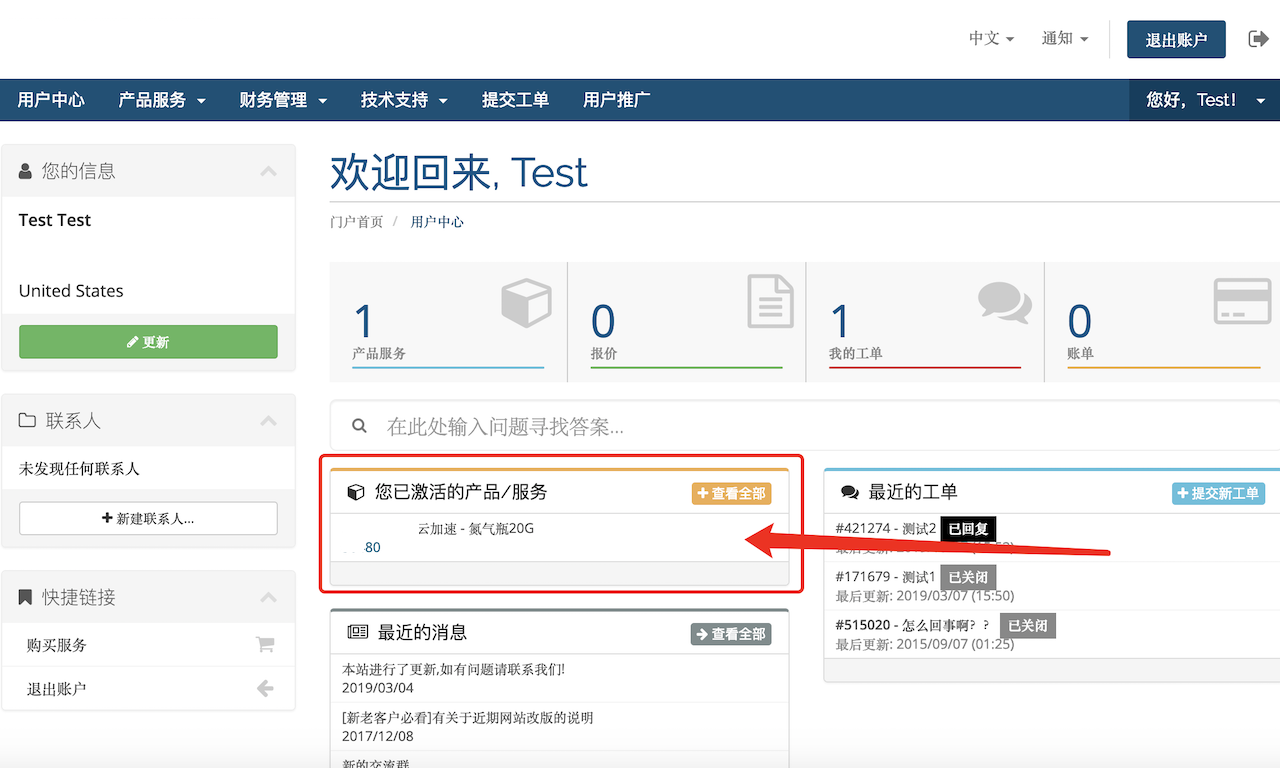 中文 通知 退出账户
用户中心 产品服务 财务管理 技术支持 提交工单 用户推广 您好，Test!
您的信息
Test Test
United States
更新
联系人
未发现任何联系人
新建联系人...
快捷链接
购买服务
退出账户
欢迎回来, Test
门户首页 / 用户中心
1
产品服务
0
报价
1
我的工单
0
账单
在此处输入问题寻找答案...
您已激活的产品/服务 查看全部
云加速 - 氮气瓶20G
80
最近的消息 查看全部
本站进行了更新,如有问题请联系我们!
2019/03/04
[新老客户必看]有关于近期网站改版的说明
2017/12/08
新的交流群
最近的工单 提交新工单
#421274 - 测试2 已回复
最后更新:
#171679 - 测试1 已关闭
最后更新: 2019/03/07 (15:50)
#515020 - 怎么回事啊？？ 已关闭
最后更新: 2015/09/07 (01:25)